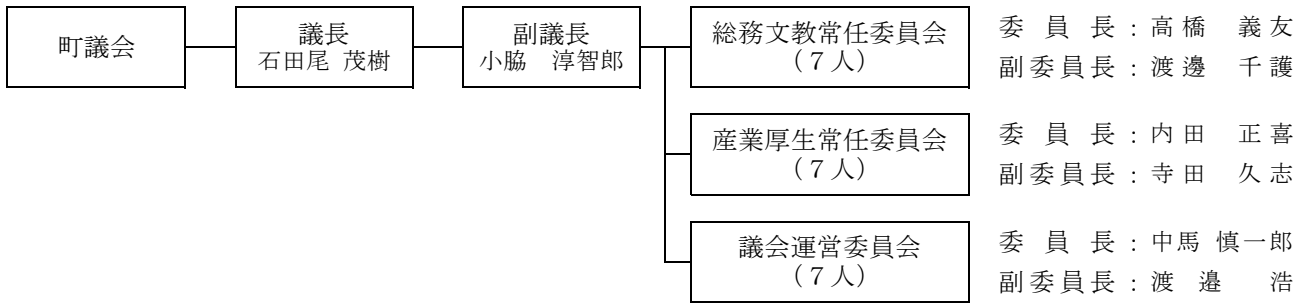 町議会
議長
石田尾 茂樹
副議長
小脇 淳智郎
総務文教常任委員会
(7人)
委員長:高橋 義友
副委員長:渡邊 千護
産業厚生常任委員会
(7人)
委員長:内田 正喜
副委員長:寺田 久志
議会運営委員会
(7人)
委員長:中馬 慎一郎
副委員長:渡邉 浩